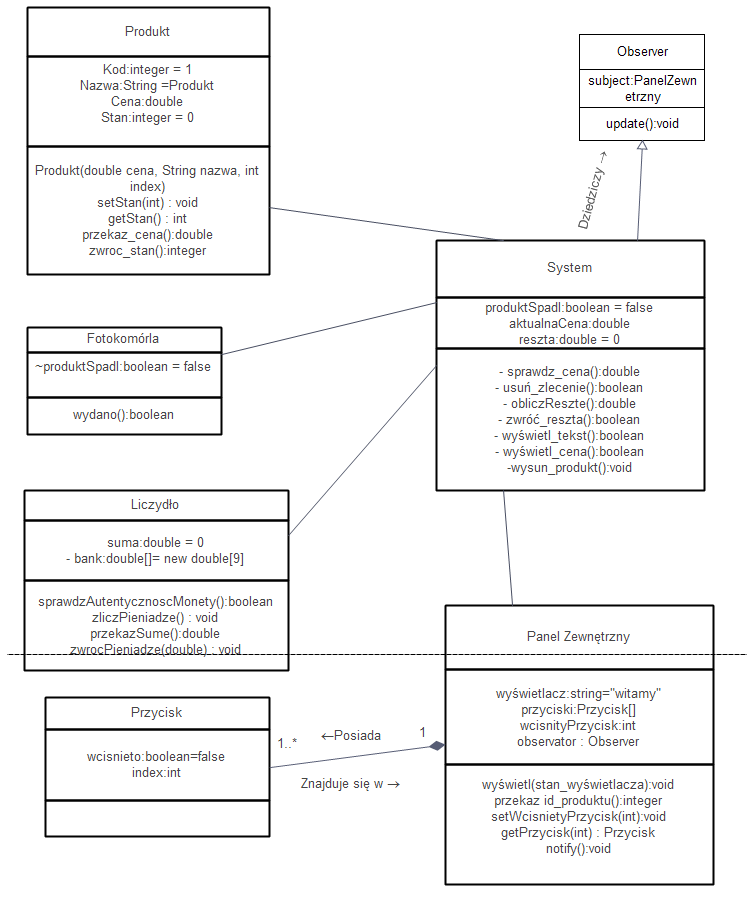 Produkt
Kod:integer = 1
Nazwa:String =Produkt
Cena:double
Stan:integer = 0
Produkt(double cena, String nazwa, int
index)
setStan(int) : void
getStan() : int
przekaz_cena():double
zwroc_stan():integer
Observer
subject:PanelZewn
etrzny
update():void
Dziedziczy →
System
produktSpadl:boolean = false
aktualnaCena:double
reszta:double = 0
- sprawdz_cena():double
- usuń_zlecenie():boolean
- obliczReszte():double
- zwróć_reszta():boolean
- wyświetl_tekst():boolean
- wyświetl_cena():boolean
-wysun_produkt():void
Fotokomórla
~produktSpadl:boolean = false
wydano():boolean
Liczydło
suma:double = 0
- bank:double[]= new double[9]
sprawdzAutentycznoscMonety():boolean
zliczPieniadze() : void
przekazSume():double
zwrocPieniadze(double) : void
Panel Zewnętrzny
wyświetlacz:string="witamy"
przyciski:Przycisk[]
wcisnityPrzycisk:int
observator : Observer
wyświetl(stan_wyświetlacza):void
przekaz id_produktu():integer
setWcisnietyPrzycisk(int):void
getPrzycisk(int) : Przycisk
notify():void
Przycisk
wcisnieto:boolean=false
index:int
1..*
←Posiada
1
Znajduje się w →